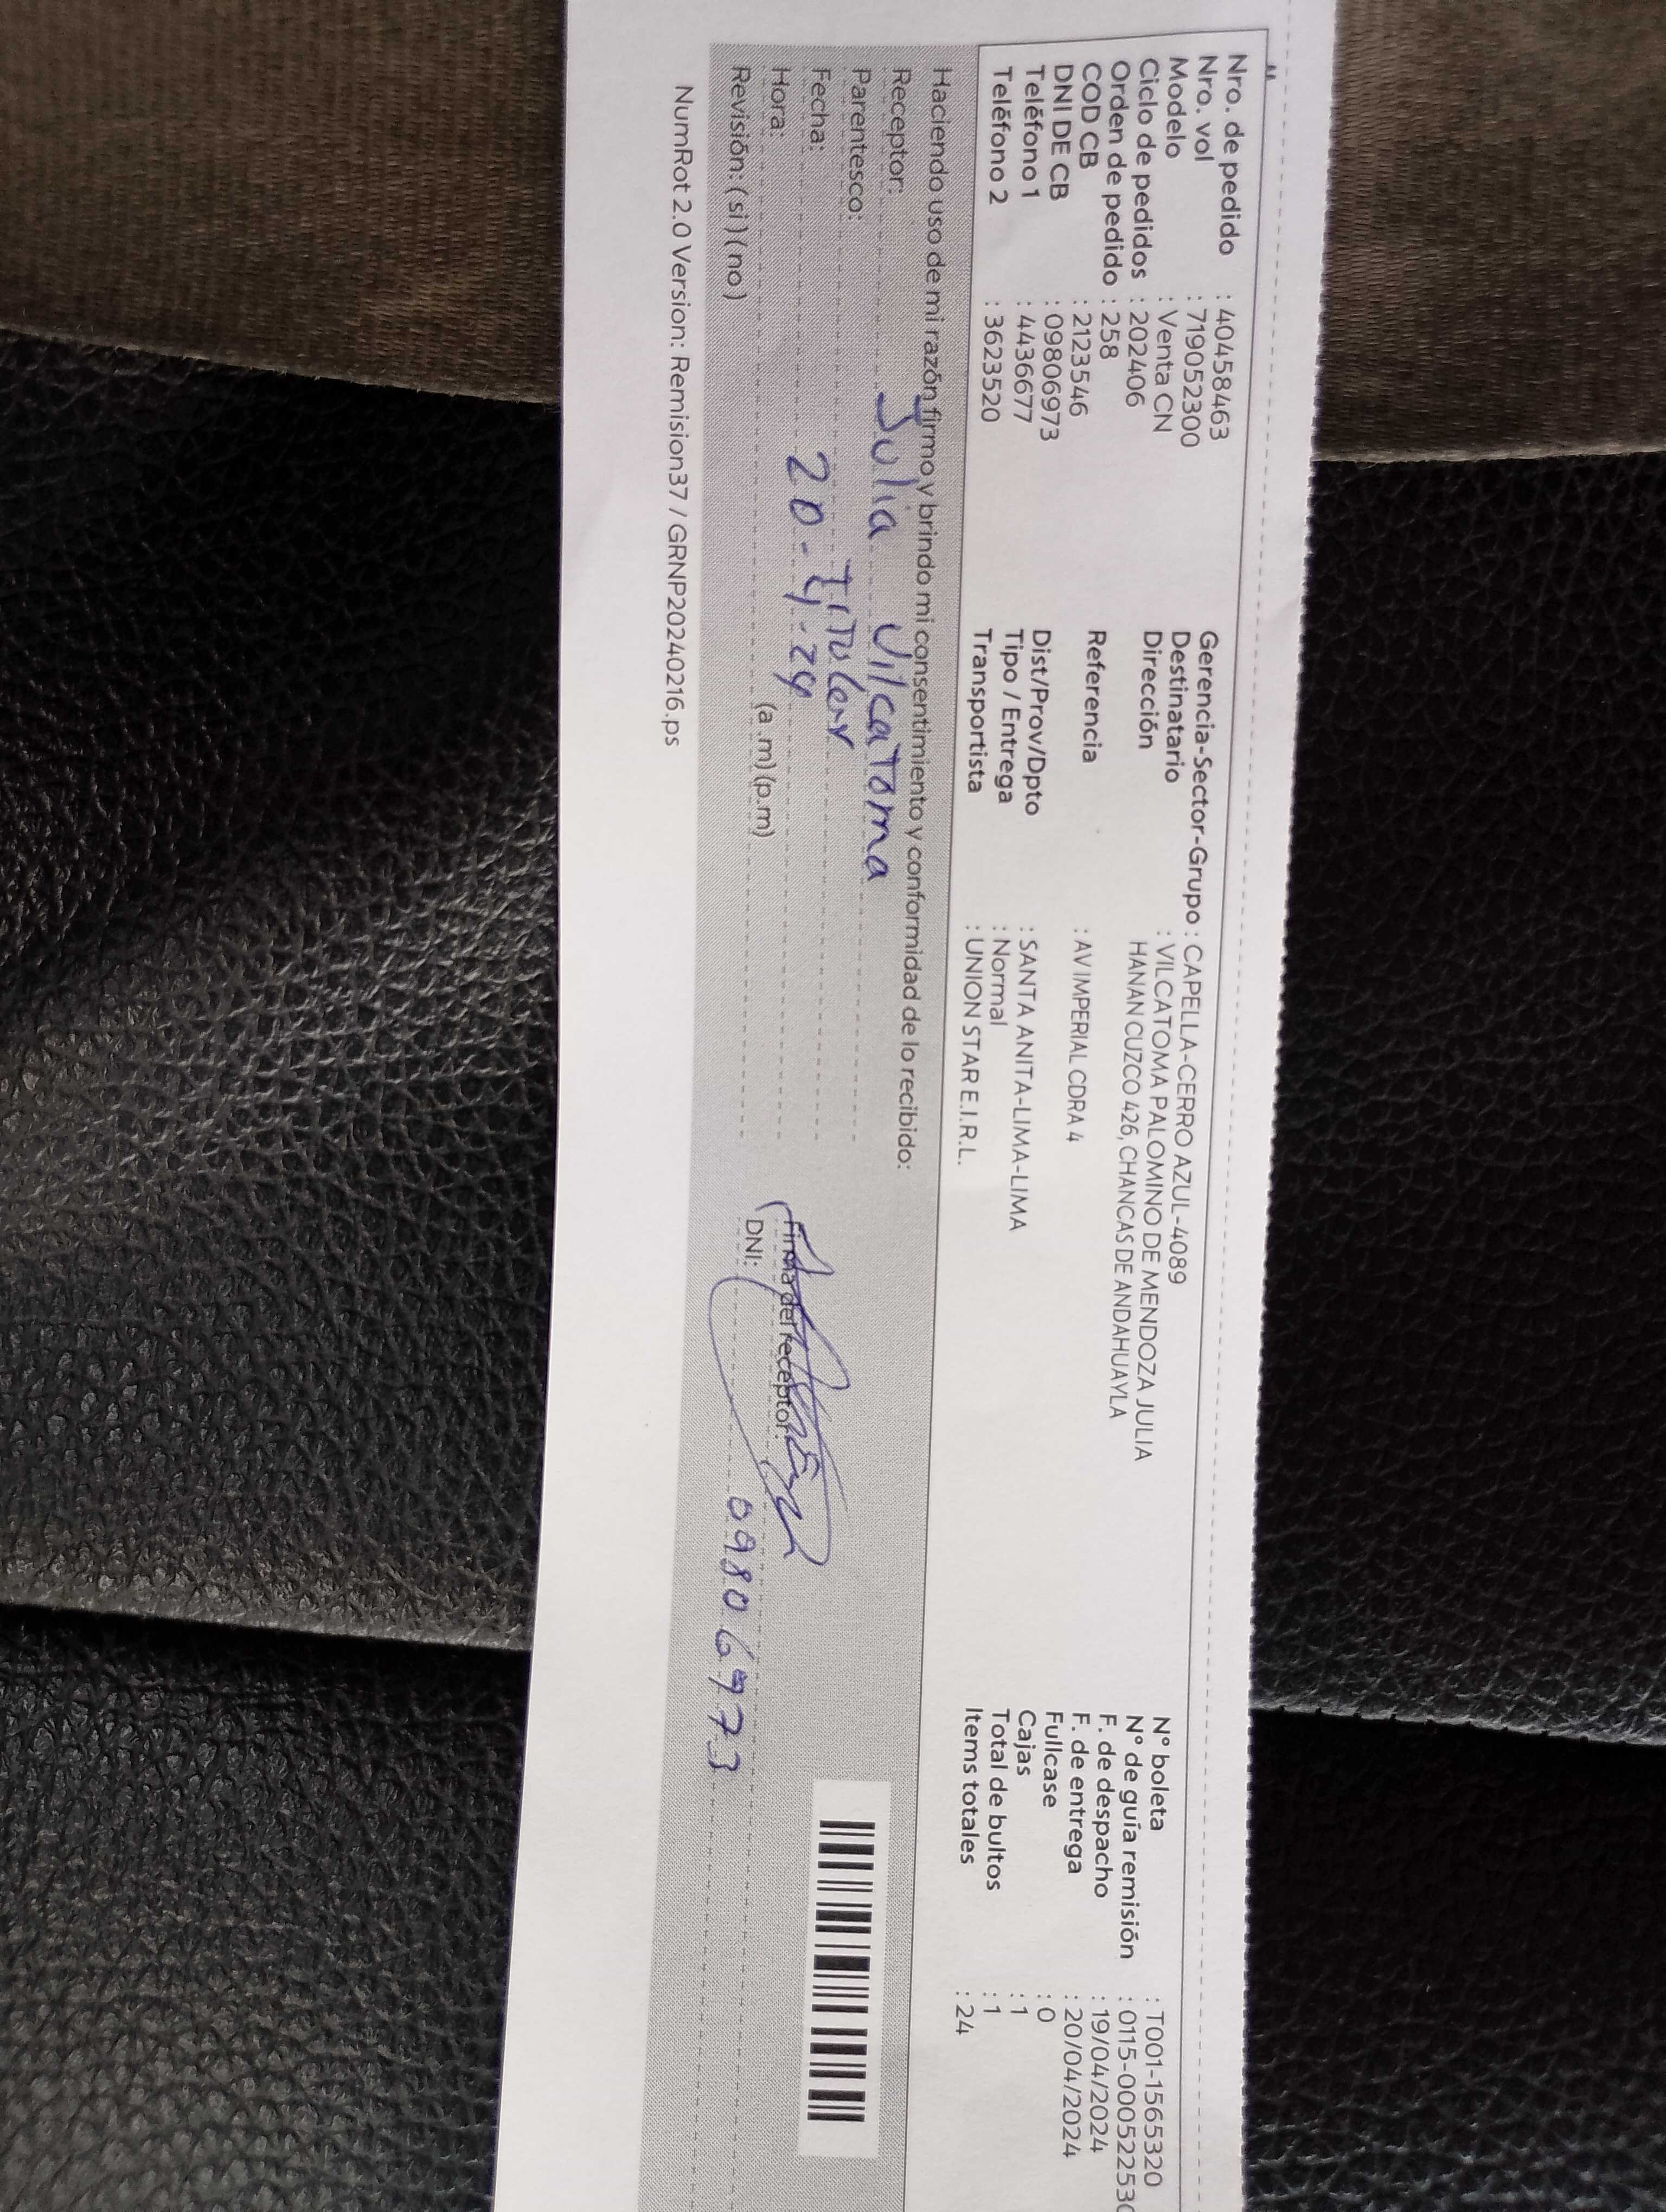 Nro. de pedido : 40458463
Nro. vol : 719052300
Modelo : Venta CN
Ciclo de pedidos : 202406
Orden de pedido : 258
COD CB : 2123546
DNI DE CB : 09806973
Teléfono 1 : 4436677
Teléfono 2 : 3623520
Gerencia-Sector-Grupo : CAPELLA-CERRO AZUL-4089
Destinatario : VILCATOMA PALOMINO DE MENDOZA JULIA
Dirección HANAN CUZCO 426, CHANCAS DE ANDAHUAYLA
Referencia : AV IMPERIAL CDRA 4
Dist/Prov/Dpto : SANTA ANITA-LIMA-LIMA
Tipo / Entrega : Normal
Transportista : UNION STAR E.I.R.L.
N° boleta : T001-1565320
N° de guía remisión : 0115-00052253
F. de despacho : 19/04/2024
F. de entrega : 20/04/2024
Fullcase : 0
Cajas : 1
Total de bultos : 1
Items totales : 24
Haciendo uso de mi razón firmo y brindo mi consentimiento y conformidad de lo recibido:
Receptor: Julia Vilcatoma
Parentesco: Titular
Fecha: 20-4-24
Hora: (a.m) (p.m)
Revisión: ( si ) ( no )
Firma del receptor:
DNI: 09806973
NumRot 2.0 Version: Remision37 / GRNP20240216.ps